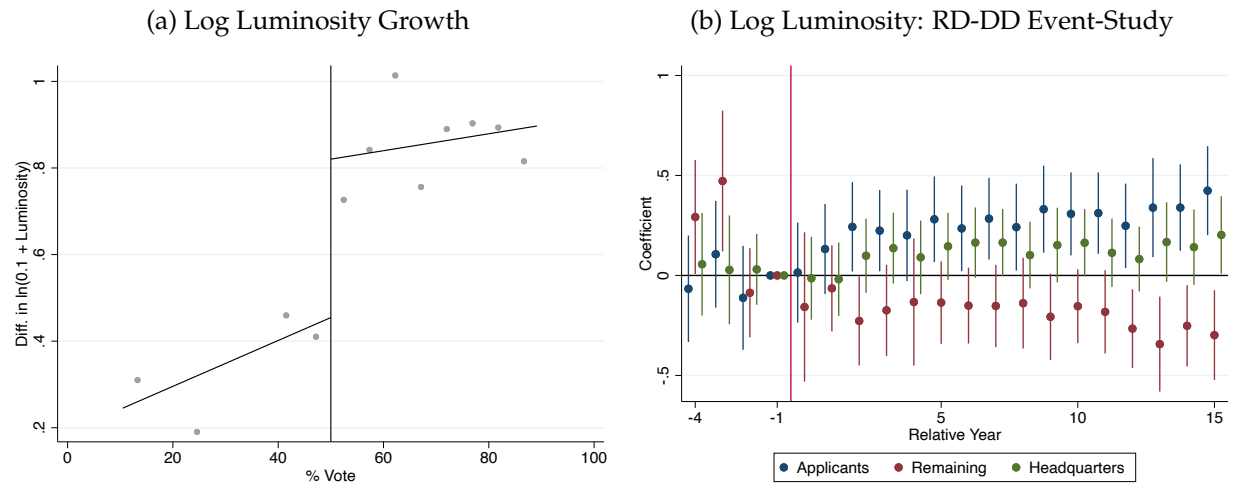 (a) Log Luminosity Growth
Diff. in ln(0.1 + Luminosity)
1
.8
.6
.4
.2
0 20 40 60 80 100
% Vote
(b) Log Luminosity: RD-DD Event-Study
Coefficient
1
.5
0
-.5
-4 -1 5 10 15
Relative Year
Applicants Remaining Headquarters